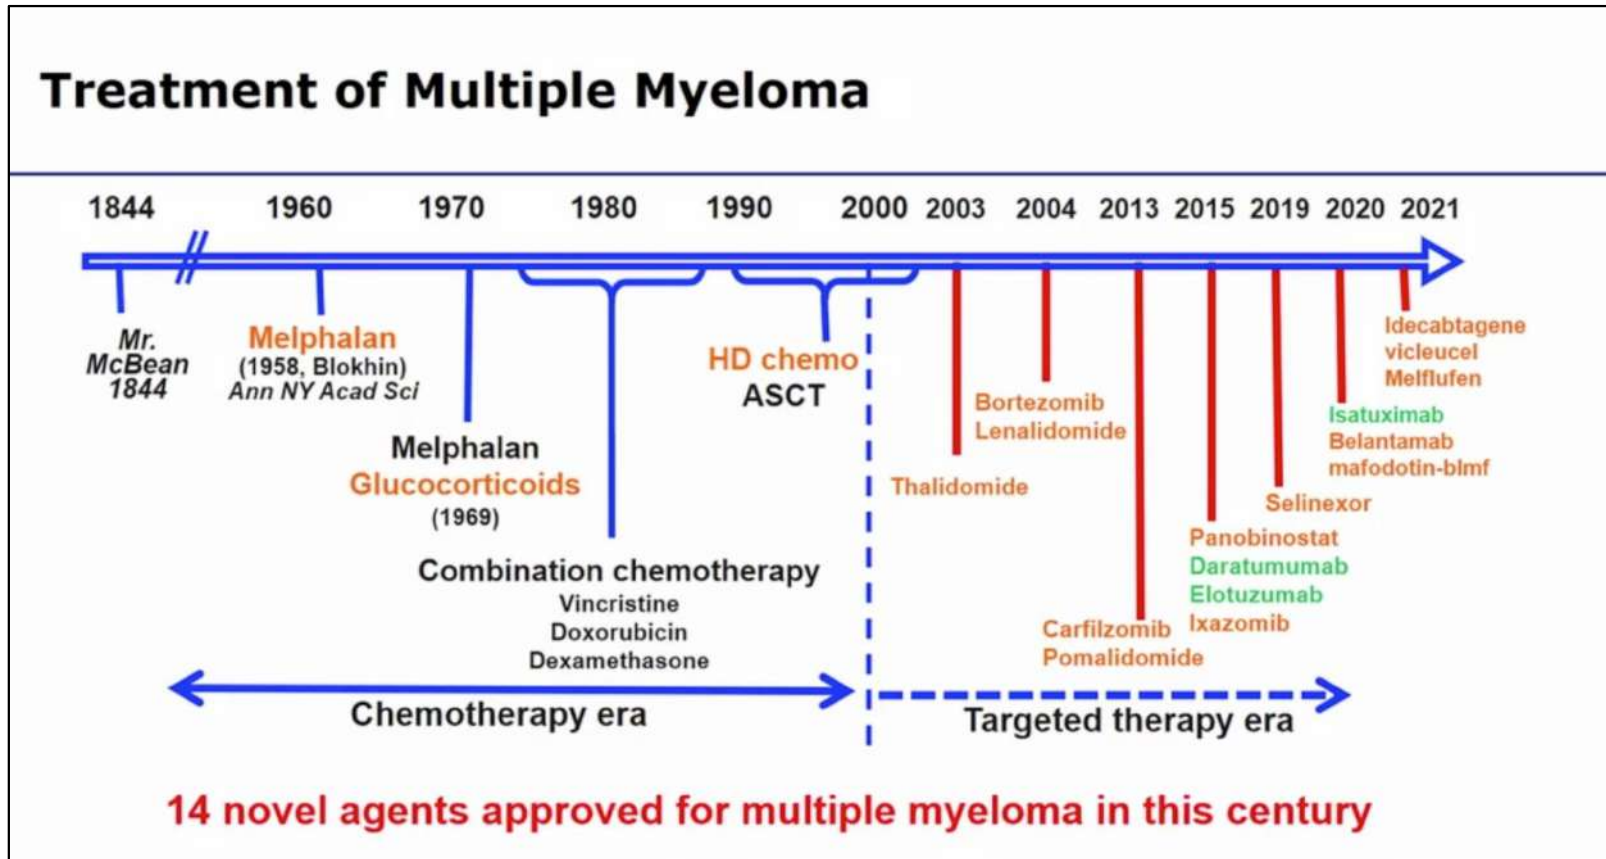 Treatment of Multiple Myeloma
1844 1960 1970 1980 1990 2000 2003 2004 2013 2015 2019 2020 2021
Mr.
McBean
1844
Melphalan
(1958, Blokhin)
Ann NY Acad Sci
Melphalan
Glucocorticoids
(1969)
Combination chemotherapy
Vincristine
Doxorubicin
Dexamethasone
HD chemo
ASCT
Thalidomide
Bortezomib
Lenalidomide
Carfilzomib
Pomalidomide
Panobinostat
Daratumumab
Elotuzumab
Ixazomib
Selinexor
Isatuximab
Belantamab
mafodotin-blmf
Idecabtagene
vicleucel
Melflufen
Chemotherapy era
Targeted therapy era
14 novel agents approved for multiple myeloma in this century